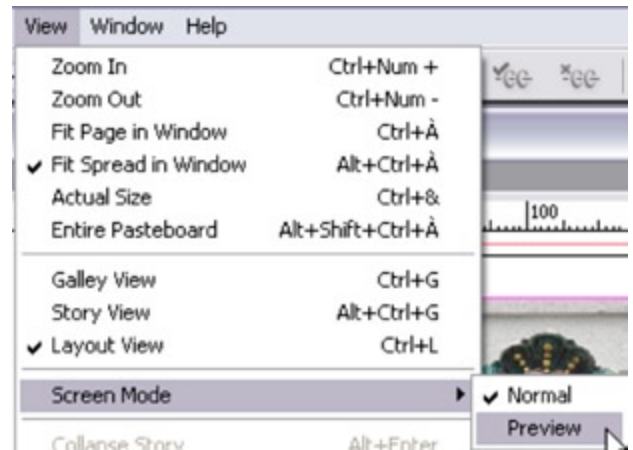 View Window Help
Zoom In Ctrl+Num +
Zoom Out Ctrl+Num -
Fit Page in Window Ctrl+À
✔ Fit Spread in Window Alt+Ctrl+À
Actual Size Ctrl+&
Entire Pasteboard Alt+Shift+Ctrl+À
100
Galley View Ctrl+G
Story View Alt+Ctrl+G
✔ Layout View Ctrl+L
Screen Mode
✔ Normal
Preview
Collapse Story Alt+Enter